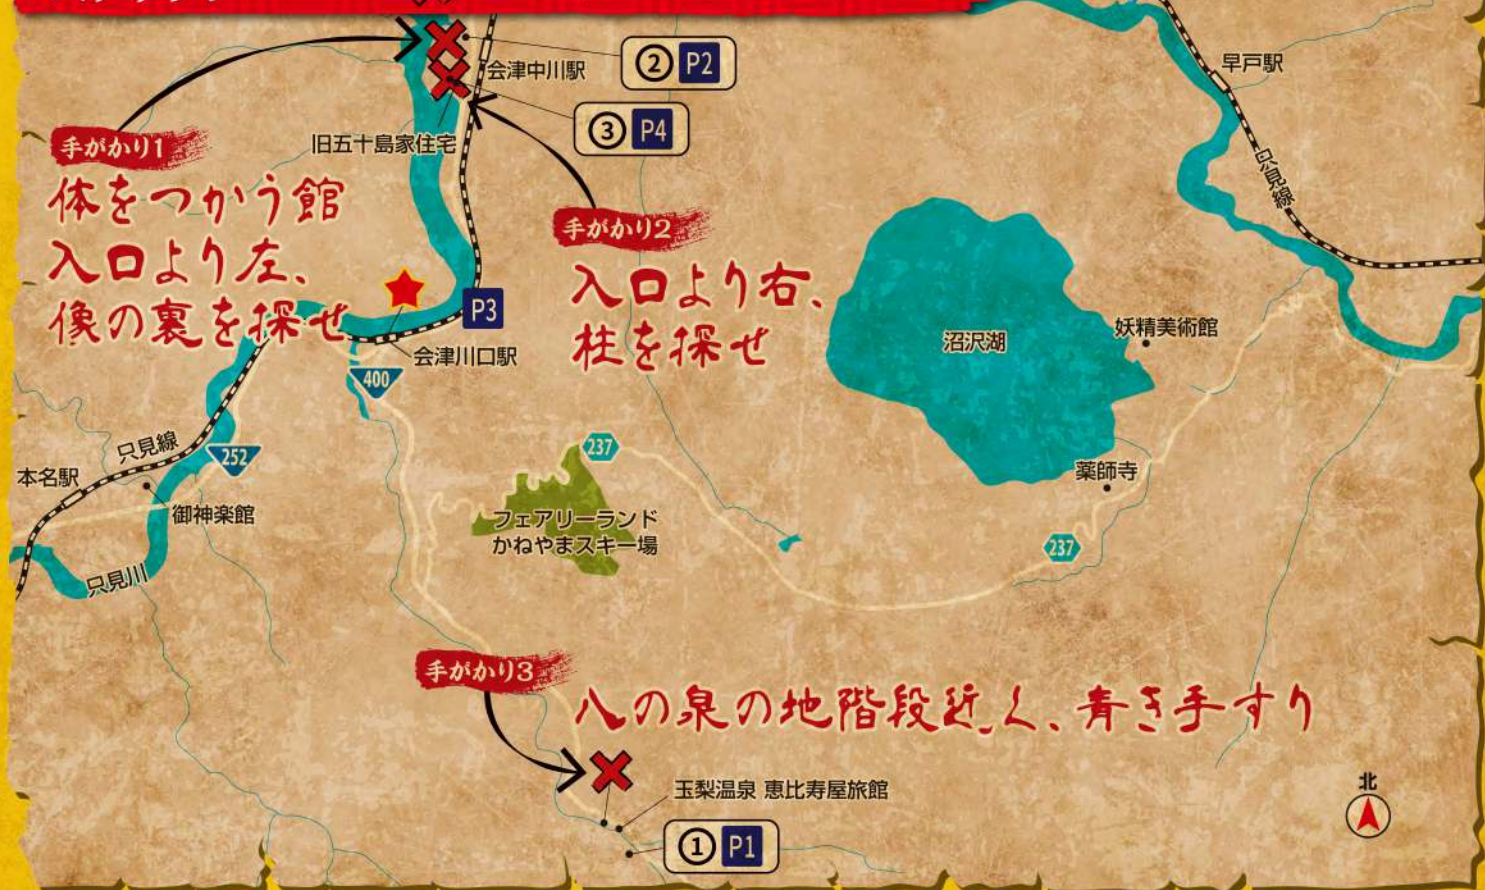 会津中川駅
② P2
③ P4
早戸駅
只見線
旧五十島家住宅
手がかり1
体をつかう館
入口より左、
像の裏を探せ
手がかり2
入口より右、
柱を探せ
P3
会津川口駅
400
沼沢湖
妖精美術館
薬師寺
237
237
フェアリーランド
かねやまスキー場
只見線
252
本名駅
御神楽館
只見川
手がかり3
八の泉の地階段近く、青き手すり
玉梨温泉 恵比寿屋旅館
① P1
北